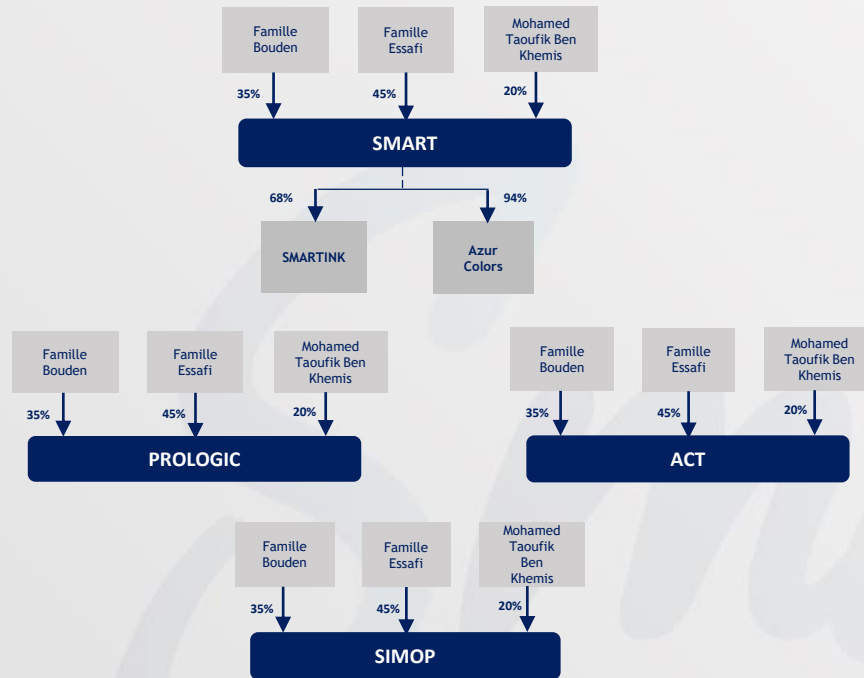 Famille
Bouden
Famille
Essafi
Mohamed
Taoufik Ben
Khemis
35%
45%
20%
SMART
68%
94%
SMARTINK
Azur
Colors
Famille
Bouden
Famille
Essafi
Mohamed
Taoufik Ben
Khemis
35%
45%
20%
PROLOGIC
Famille
Bouden
Famille
Essafi
Mohamed
Taoufik Ben
Khemis
35%
45%
20%
ACT
Famille
Bouden
Famille
Essafi
Mohamed
Taoufik
Ben
Khemis
35%
45%
20%
SIMOP